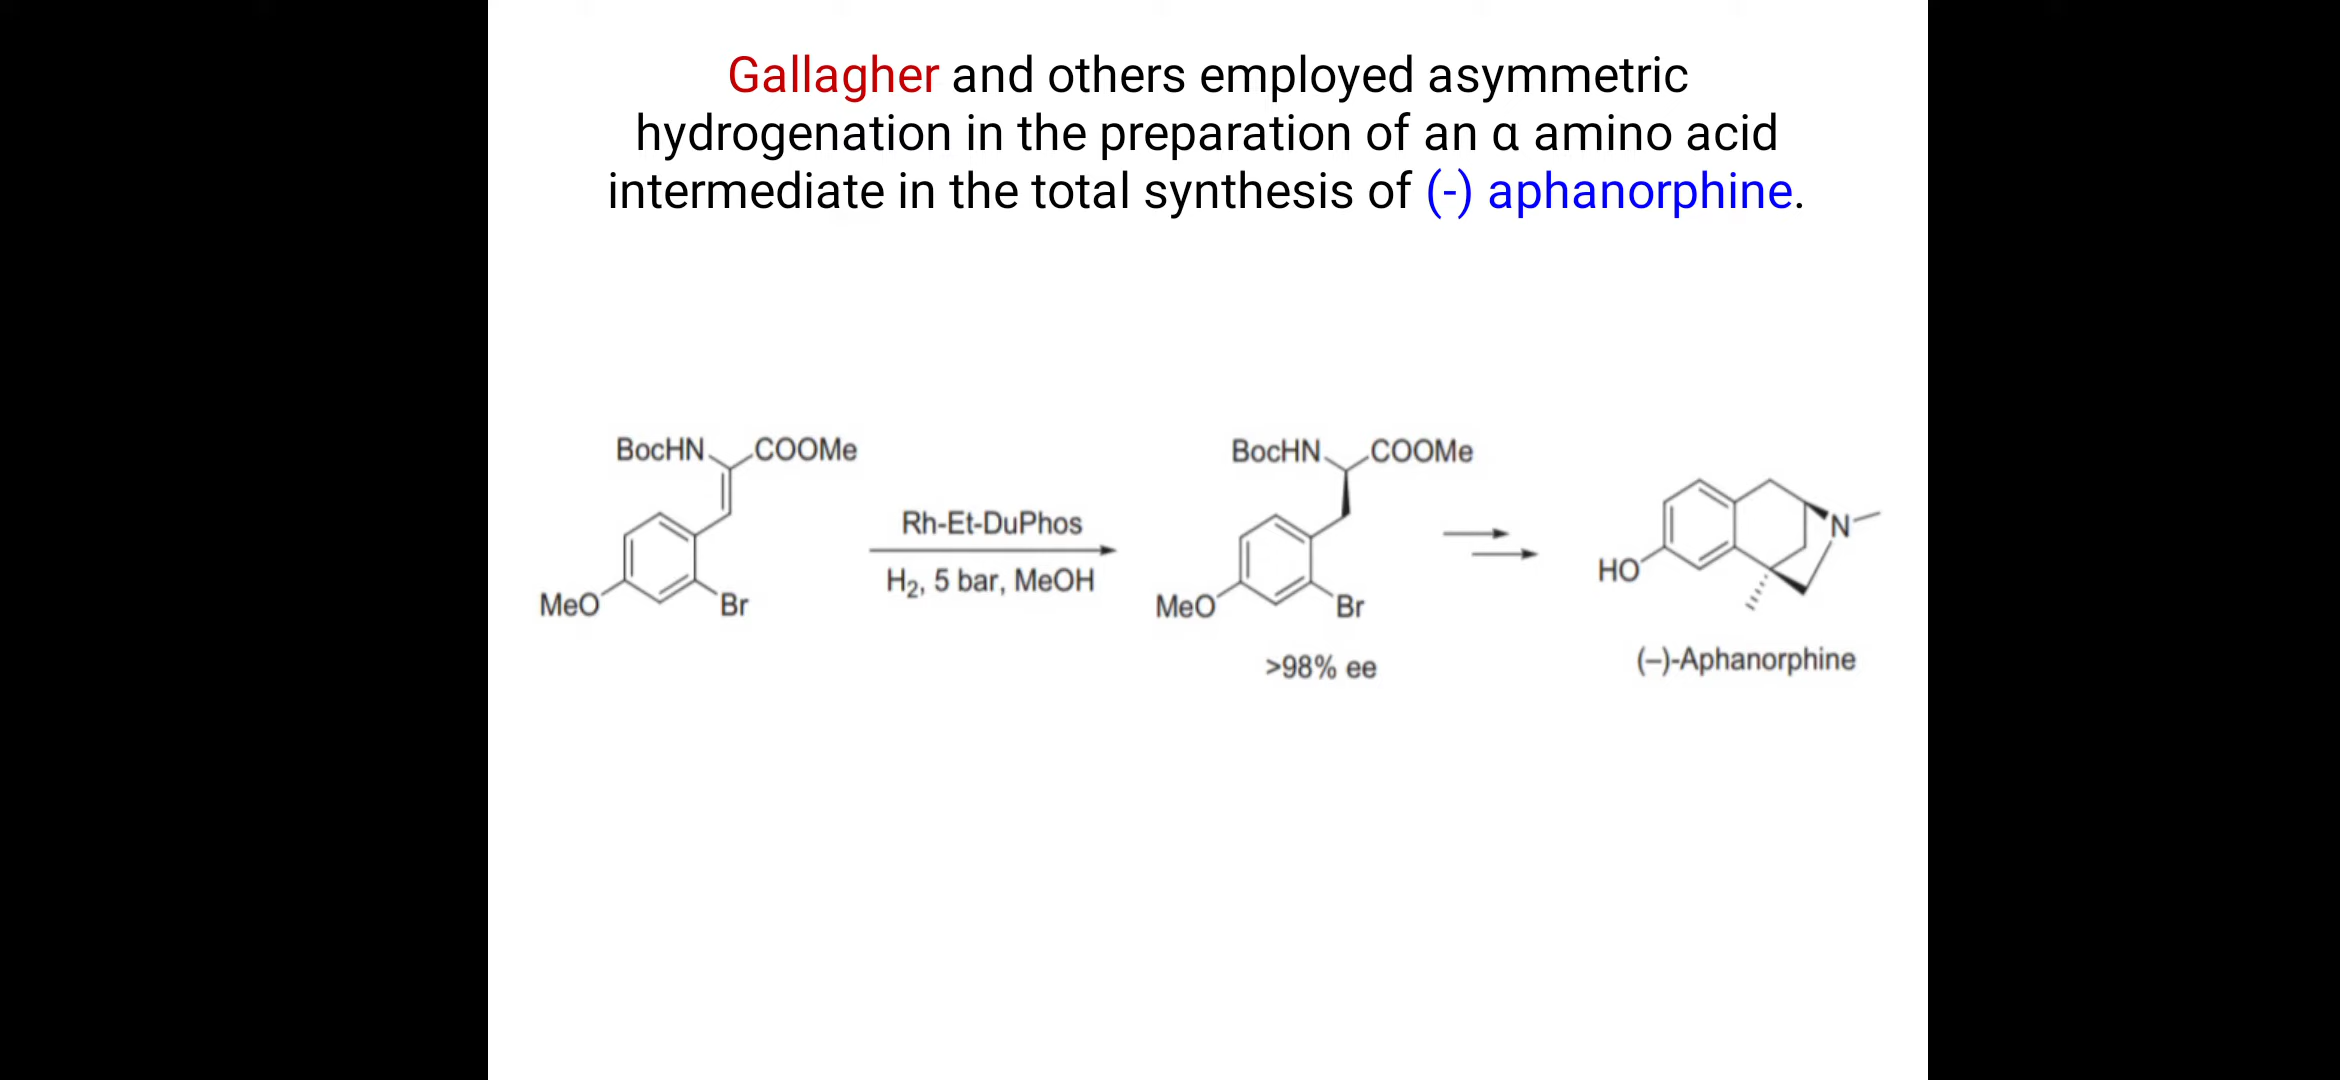 Gallagher and others employed asymmetric
hydrogenation in the preparation of an α amino acid
intermediate in the total synthesis of (-) aphanorphine.
BocHN COOMe
MeO Br
Rh-Et-DuPhos
H₂, 5 bar, MeOH
BocHN COOMe
MeO Br
>98% ee
N
HO
(–)-Aphanorphine